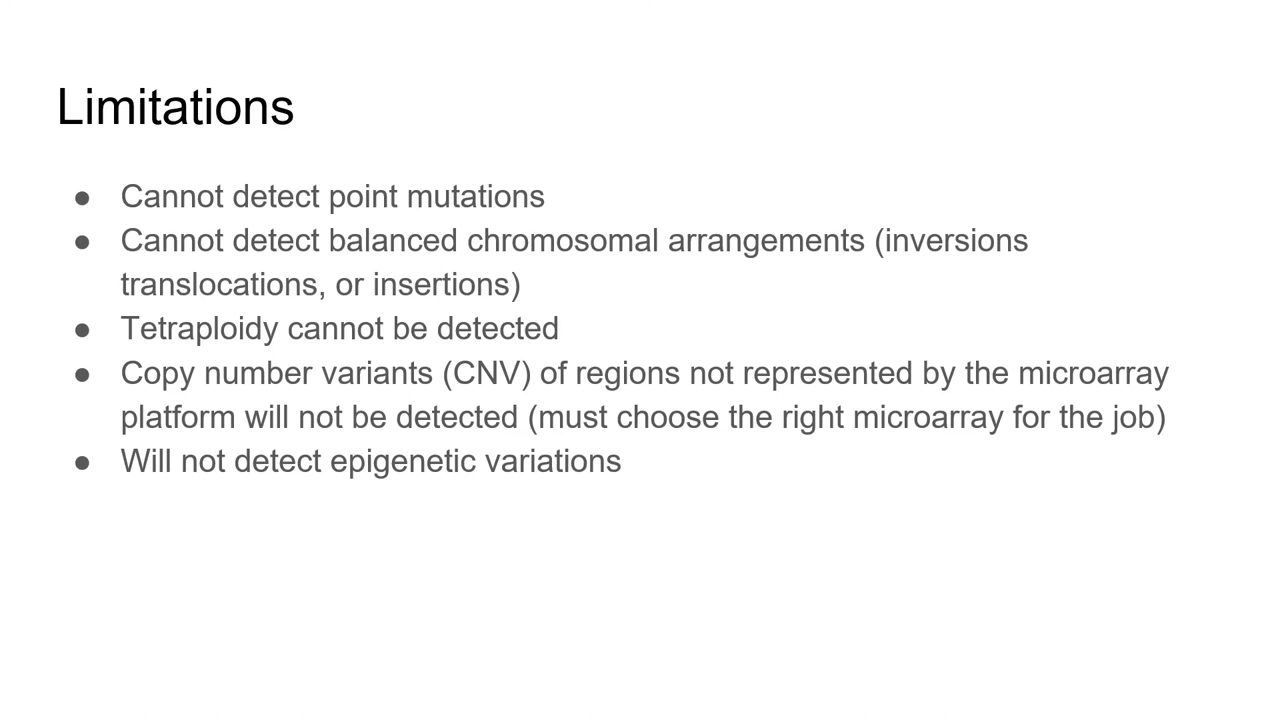 Limitations
● Cannot detect point mutations
● Cannot detect balanced chromosomal arrangements (inversions
translocations, or insertions)
● Tetraploidy cannot be detected
● Copy number variants (CNV) of regions not represented by the microarray
platform will not be detected (must choose the right microarray for the job)
● Will not detect epigenetic variations